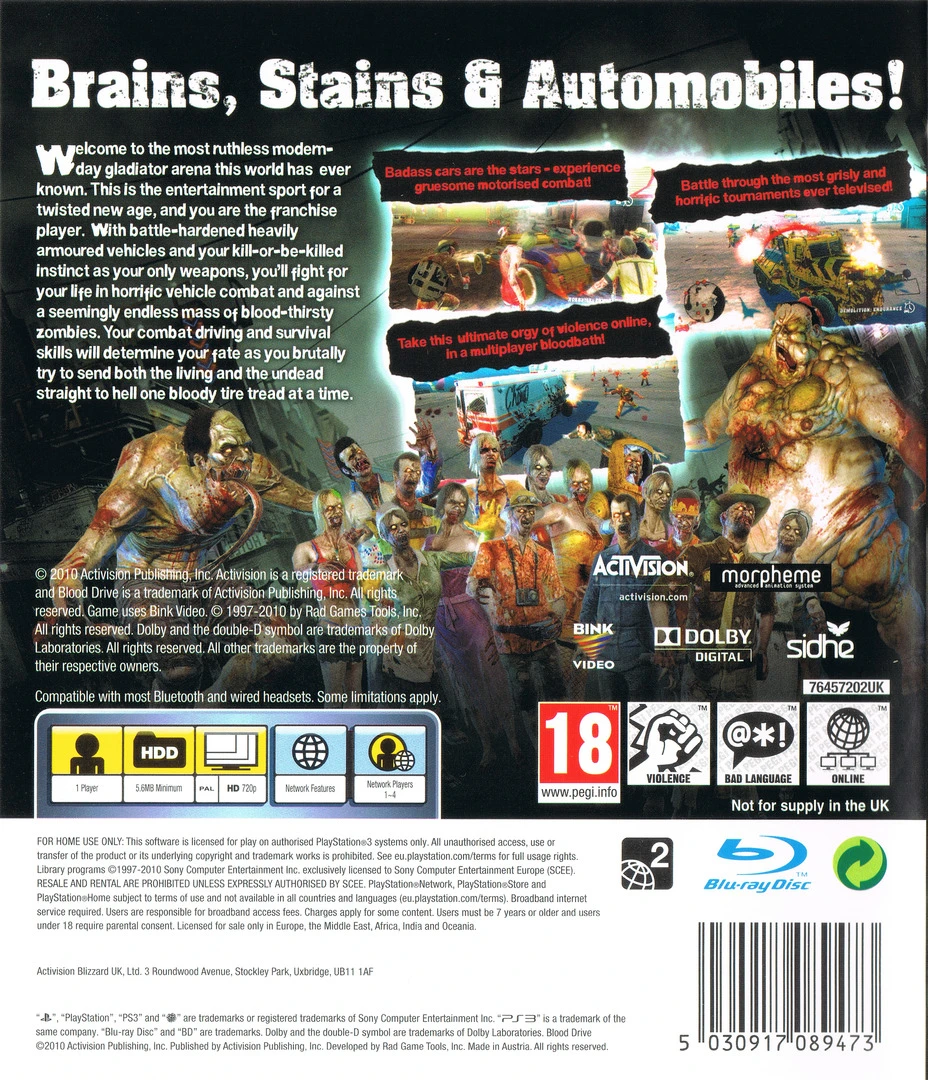 Brains, Stains & Automobiles!
Welcome to the most ruthless modern-
day gladiator arena this world has ever
known. This is the entertainment sport for a
twisted new age, and you are the franchise
player. With battle-hardened heavily
armoured vehicles and your kill-or-be-killed
instinct as your only weapons, you'll fight for
your life in horrific vehicle combat and against
a seemingly endless mass of blood-thirsty
zombies. Your combat driving and survival
skills will determine your fate as you brutally
try to send both the living and the undead
straight to hell one bloody tire tread at a time.
Badass cars are the stars - experience
gruesome motorised combat!
Battle through the most grisly and
horrific tournaments ever televised!
DEMOLITION: ENDURANCE
Take this ultimate orgy of violence online,
in a multiplayer bloodbath!
© 2010 Activision Publishing, Inc. Activision is a registered trademark
and Blood Drive is a trademark of Activision Publishing, Inc. All rights
reserved. Game uses Bink Video. © 1997-2010 by Rad Games Tools, Inc.
All rights reserved. Dolby and the double-D symbol are trademarks of Dolby
Laboratories. All rights reserved. All other trademarks are the property of
their respective owners.
ACTIVISION®
activision.com
morpheme
advanced animation system
BINK
VIDEO
DOLBY
DIGITAL
sidhe
76457202UK
Compatible with most Bluetooth and wired headsets. Some limitations apply.
1 Player
HDD
5.6MB Minimum
PAL
HD 720p
Network Features
Network Players
1~4
18
TM
www.pegi.info
TM
VIOLENCE
@*!
TM
BAD LANGUAGE
TM
ONLINE
Not for supply in the UK
FOR HOME USE ONLY: This software is licensed for play on authorised PlayStation®3 systems only. All unauthorised access, use or
transfer of the product or its underlying copyright and trademark works is prohibited. See eu.playstation.com/terms for full usage rights.
Library programs ©1997-2010 Sony Computer Entertainment Inc. exclusively licensed to Sony Computer Entertainment Europe (SCEE).
RESALE AND RENTAL ARE PROHIBITED UNLESS EXPRESSLY AUTHORISED BY SCEE. PlayStation®Network, PlayStation®Store and
PlayStation®Home subject to terms of use and not available in all countries and languages (eu.playstation.com/terms). Broadband internet
service required. Users are responsible for broadband access fees. Charges apply for some content. Users must be 7 years or older and users
under 18 require parental consent. Licensed for sale only in Europe, the Middle East, Africa, India and Oceania.
2
Blu-ray Disc
TM
Activision Blizzard UK, Ltd. 3 Roundwood Avenue, Stockley Park, Uxbridge, UB11 1AF
“ ”, “PlayStation”, “PS3” and “ ” are trademarks or registered trademarks of Sony Computer Entertainment Inc. “PS3” is a trademark of the
same company. “Blu-ray Disc” and “BD” are trademarks. Dolby and the double-D symbol are trademarks of Dolby Laboratories. Blood Drive
©2010 Activision Publishing, Inc. Published by Activision Publishing, Inc. Developed by Rad Game Tools, Inc. Made in Austria. All rights reserved.
5 030917 089473